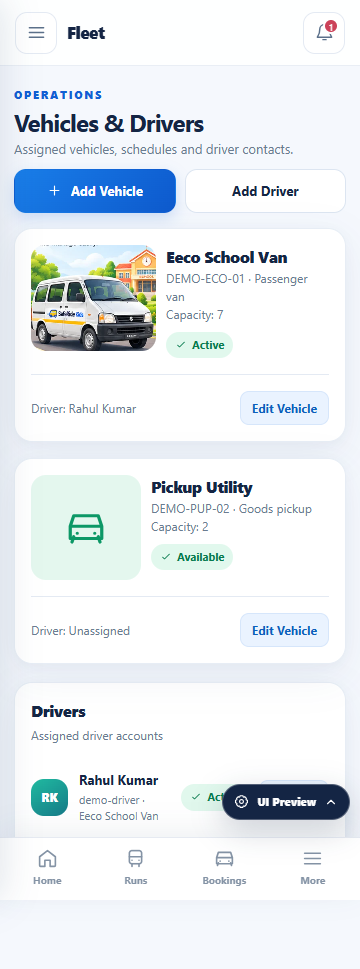 Fleet
1
OPERATIONS
Vehicles & Drivers
Assigned vehicles, schedules and driver contacts.
+ Add Vehicle
Add Driver
Eeco School Van
DEMO-ECO-01 · Passenger
van
Capacity: 7
Active
Driver: Rahul Kumar
Edit Vehicle
Pickup Utility
DEMO-PUP-02 · Goods pickup
Capacity: 2
Available
Driver: Unassigned
Edit Vehicle
Drivers
Assigned driver accounts
RK
Rahul Kumar
demo-driver ·
Eeco School Van
UI Preview
Home
Runs
Bookings
More